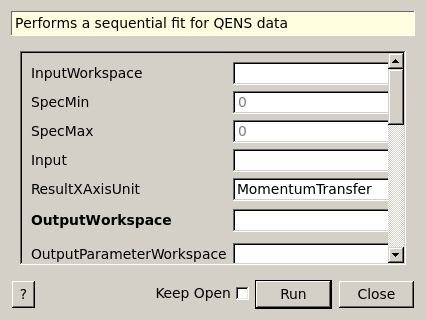 Performs a sequential fit for QENS data
InputWorkspace
SpecMin 0
SpecMax 0
Input
ResultXAxisUnit MomentumTransfer
OutputWorkspace
OutputParameterWorkspace
? Keep Open Run Close